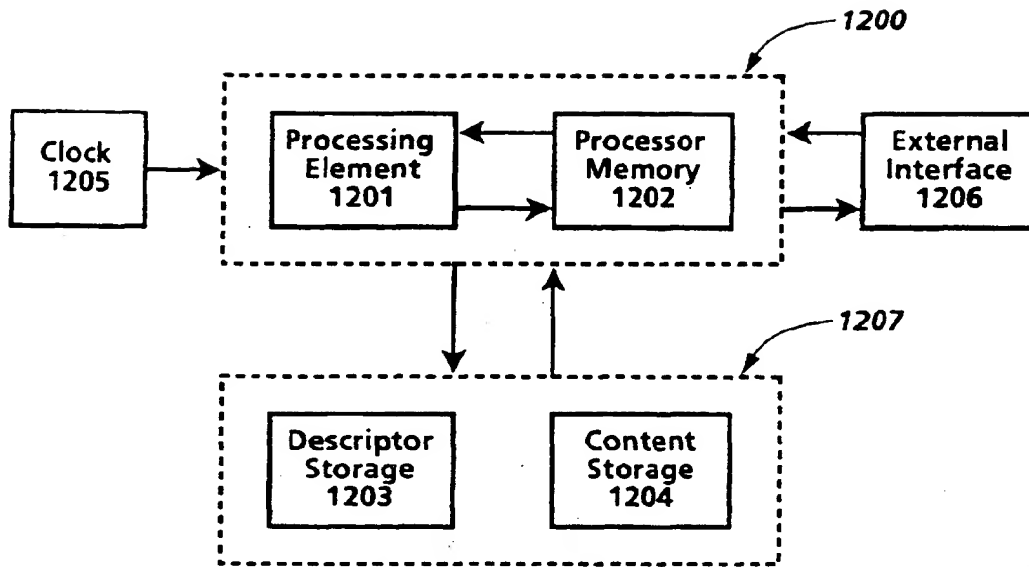 1200
Clock
1205
Processing
Element
1201
Processor
Memory
1202
External
Interface
1206
1207
Descriptor
Storage
1203
Content
Storage
1204